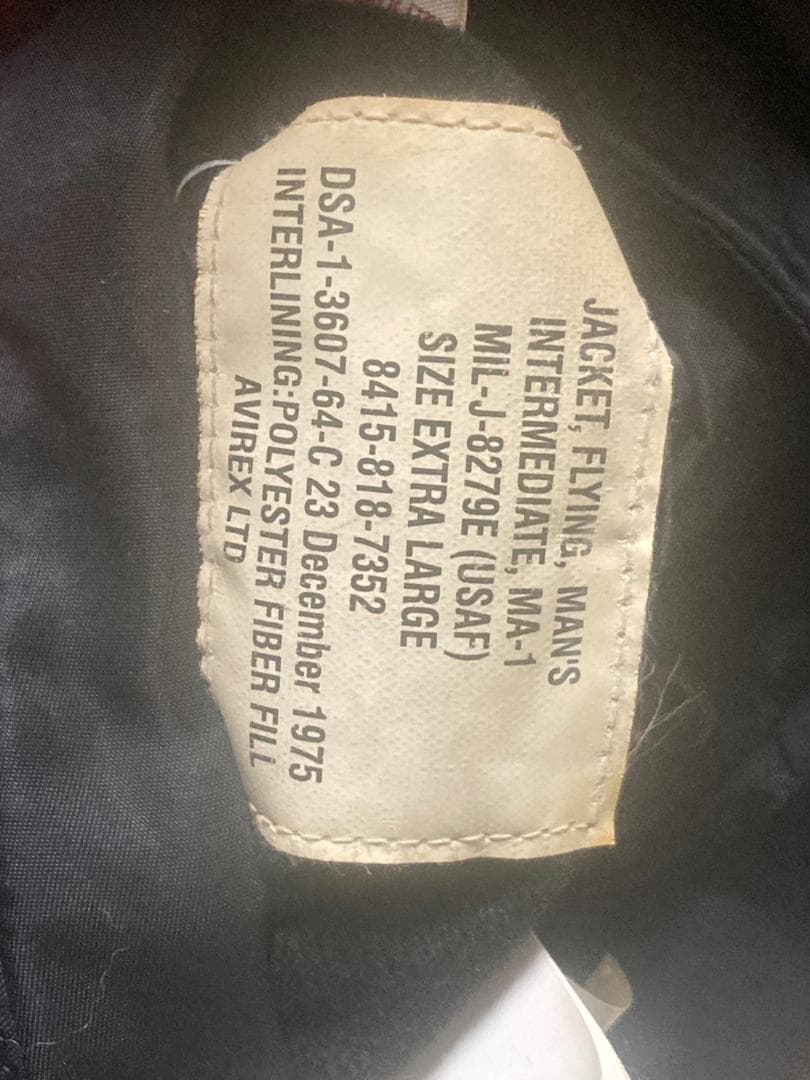 JACKET, FLYING, MAN'S
INTERMEDIATE, MA-1
MIL-J-8279E (USAF)
SIZE EXTRA LARGE
8415-818-7352
DSA-1-3607-64-C 23 December 1975
INTERLINING:POLYESTER FIBER FILL
AVIREX LTD